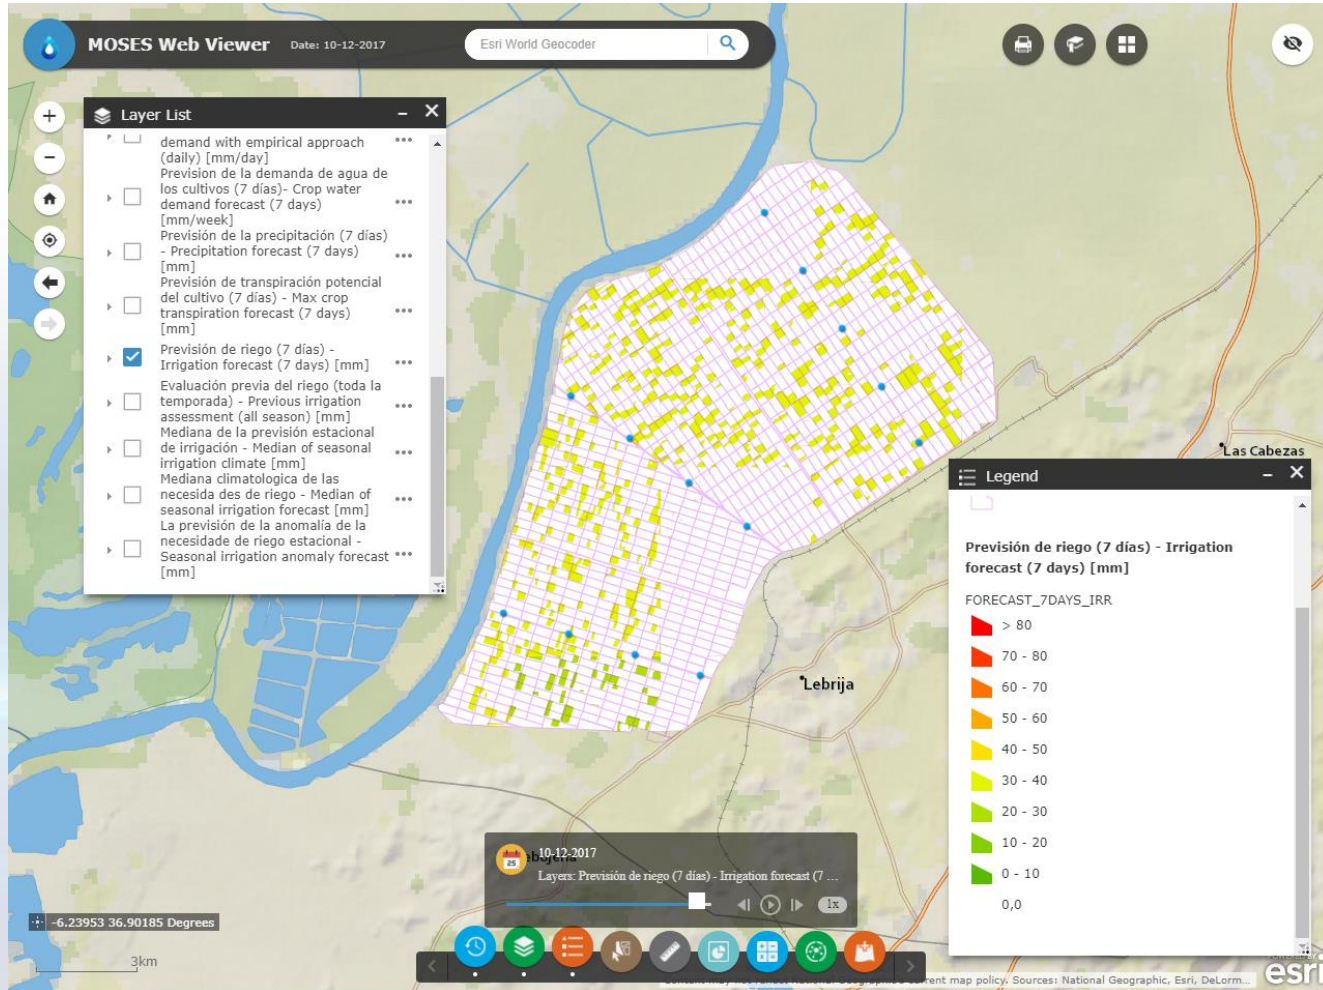 MOSES Web Viewer
Date: 10-12-2017
Esri World Geocoder
Layer List
demand with empirical approach
(daily) [mm/day]
Prevision de la demanda de agua de
los cultivos (7 días)- Crop water
demand forecast (7 days)
[mm/week]
Previsión de la precipitación (7 días)
- Precipitation forecast (7 days)
[mm]
Previsión de transpiración potencial
del cultivo (7 días) - Max crop
transpiration forecast (7 days)
[mm]
Previsión de riego (7 días) -
Irrigation forecast (7 days) [mm]
Evaluación previa del riego (toda la
temporada) - Previous irrigation
assessment (all season) [mm]
Mediana de la previsión estacional
de irrigación - Median of seasonal
irrigation climate [mm]
Mediana climatologica de las
necesida des de riego - Median of
seasonal irrigation forecast [mm]
La previsión de la anomalía de la
necesidade de riego estacional -
Seasonal irrigation anomaly forecast
[mm]
Las Cabezas
Lebrija
Legend
Previsión de riego (7 días) - Irrigation
forecast (7 days) [mm]
FORECAST_7DAYS_IRR
> 80
70 - 80
60 - 70
50 - 60
40 - 50
30 - 40
20 - 30
10 - 20
0 - 10
0,0
25
10-12-2017
Layers: Previsión de riego (7 días) - Irrigation forecast (7 ...
1x
-6.23953 36.90185 Degrees
3km
current map policy. Sources: National Geographic, Esri, DeLorm...
esri